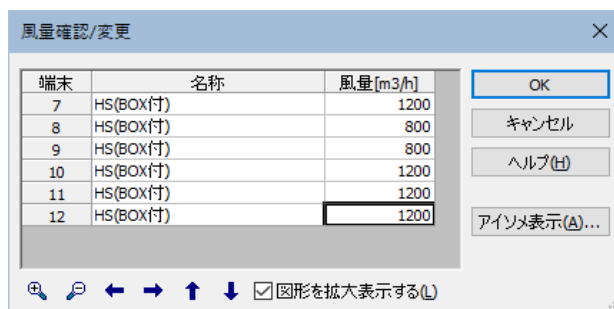 風量確認/変更
端末 名称 風量[m3/h]
7 HS(BOX付) 1200
8 HS(BOX付) 800
9 HS(BOX付) 800
10 HS(BOX付) 1200
11 HS(BOX付) 1200
12 HS(BOX付) 1200
OK
キャンセル
ヘルプ(H)
アイソメ表示(A)...
図形を拡大表示する(L)